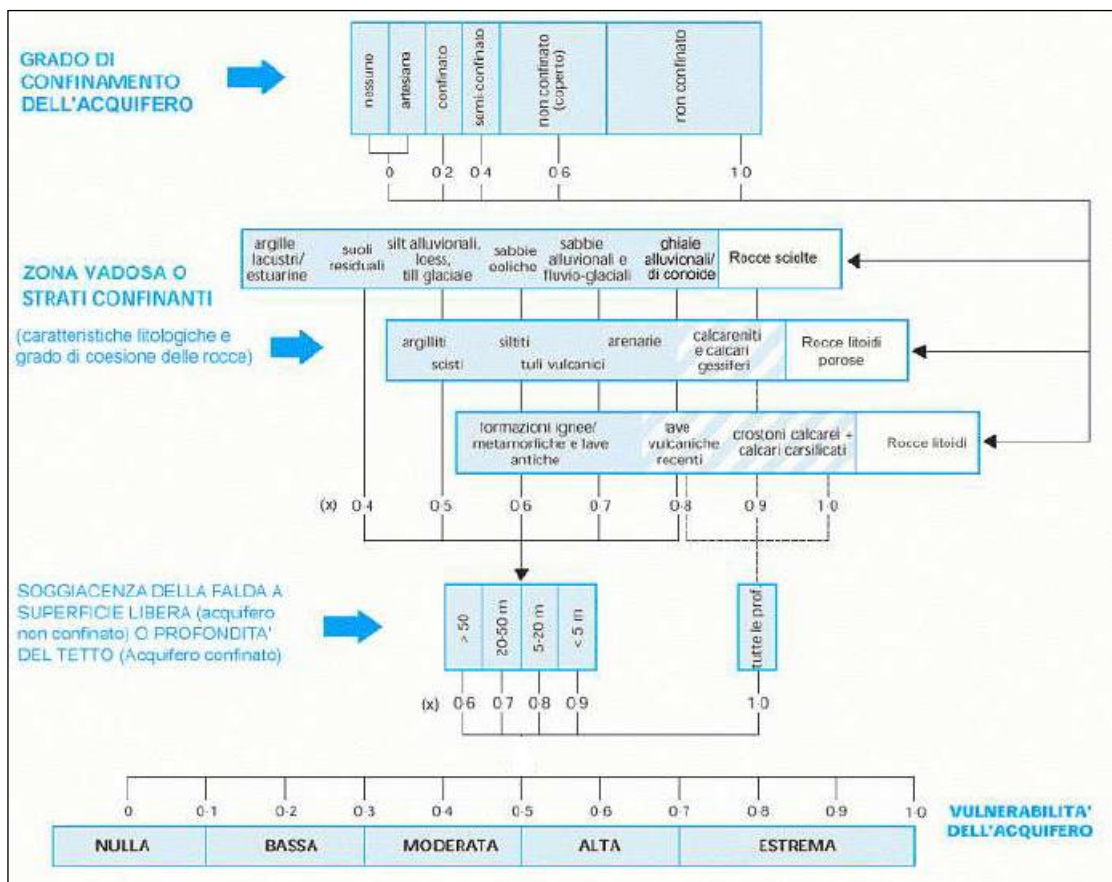 GRADO DI
CONFINAMENTO
DELL'ACQUIFERO
nessuno
artesiana
confinato
semi-confinato
non confinato
(coperto)
non confinato
0
0·2
0·4
0·6
1·0
ZONA VADOSA O
STRATI CONFINANTI
(caratteristiche litologiche e
grado di coesione delle rocce)
argille
lacustri/
estuarine
suoli
residuali
silt alluvionali,
loess,
till glaciale
sabbie
eoliche
sabbie
alluvionali e
fluvio-glaciali
ghiaie
alluvionali/
di conoide
Rocce sciolte
argilliti
scisti
siltiti
tufi vulcanici
arenarie
calcareniti
e calcari
gessiferi
Rocce litoidi
porose
formazioni ignee/
metamorfiche e lave
antiche
lave
vulcaniche
recenti
crostoni calcarei +
calcari carsificati
Rocce litoidi
(x) 0·4 0·5 0·6 0·7 0·8 0·8 0·9 1·0
SOGGIACENZA DELLA FALDA A
SUPERFICIE LIBERA (acquifero
non confinato) O PROFONDITA'
DEL TETTO (Acquifero confinato)
> 50
20-50 m
5-20 m
< 5 m
tutte le prof.
(x) 0·6 0·7 0·8 0·9 1·0
0 0·1 0·2 0·3 0·4 0·5 0·6 0·7 0·8 0·9 1·0
VULNERABILITA'
DELL'ACQUIFERO
NULLA BASSA MODERATA ALTA ESTREMA